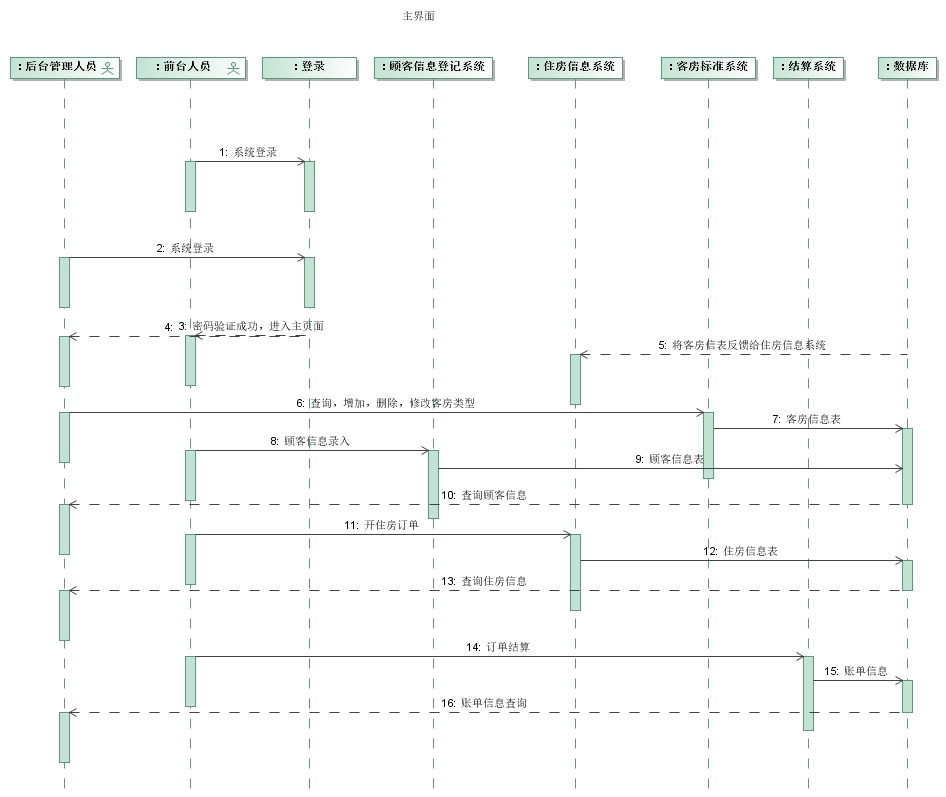 主界面
: 后台管理人员
: 前台人员
: 登录
: 顾客信息登记系统
: 住房信息系统
: 客房标准系统
: 结算系统
: 数据库
1: 系统登录
2: 系统登录
4:
3: 密码验证成功，进入主页面
5: 将客房信表反馈给住房信息系统
6: 查询，增加，删除，修改客房类型
7: 客房信息表
8: 顾客信息录入
9: 顾客信息表
10: 查询顾客信息
11: 开住房订单
12: 住房信息表
13: 查询住房信息
14: 订单结算
15: 账单信息
16: 账单信息查询